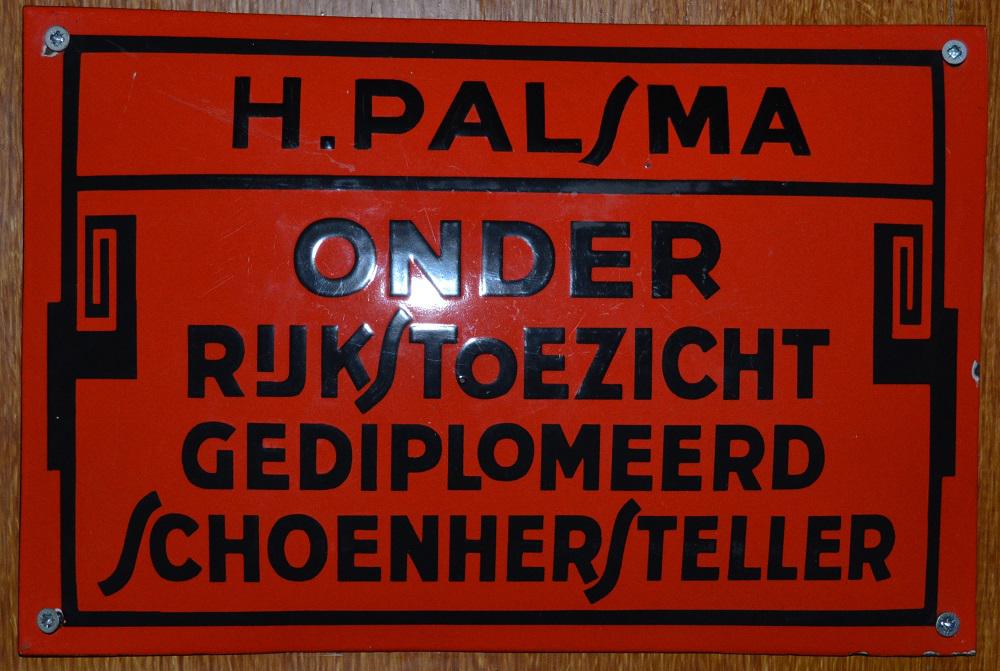 H. PALSMA
ONDER
RIJKSTOEZICHT
GEDIPLOMEERD
SCHOENHERSTELLER